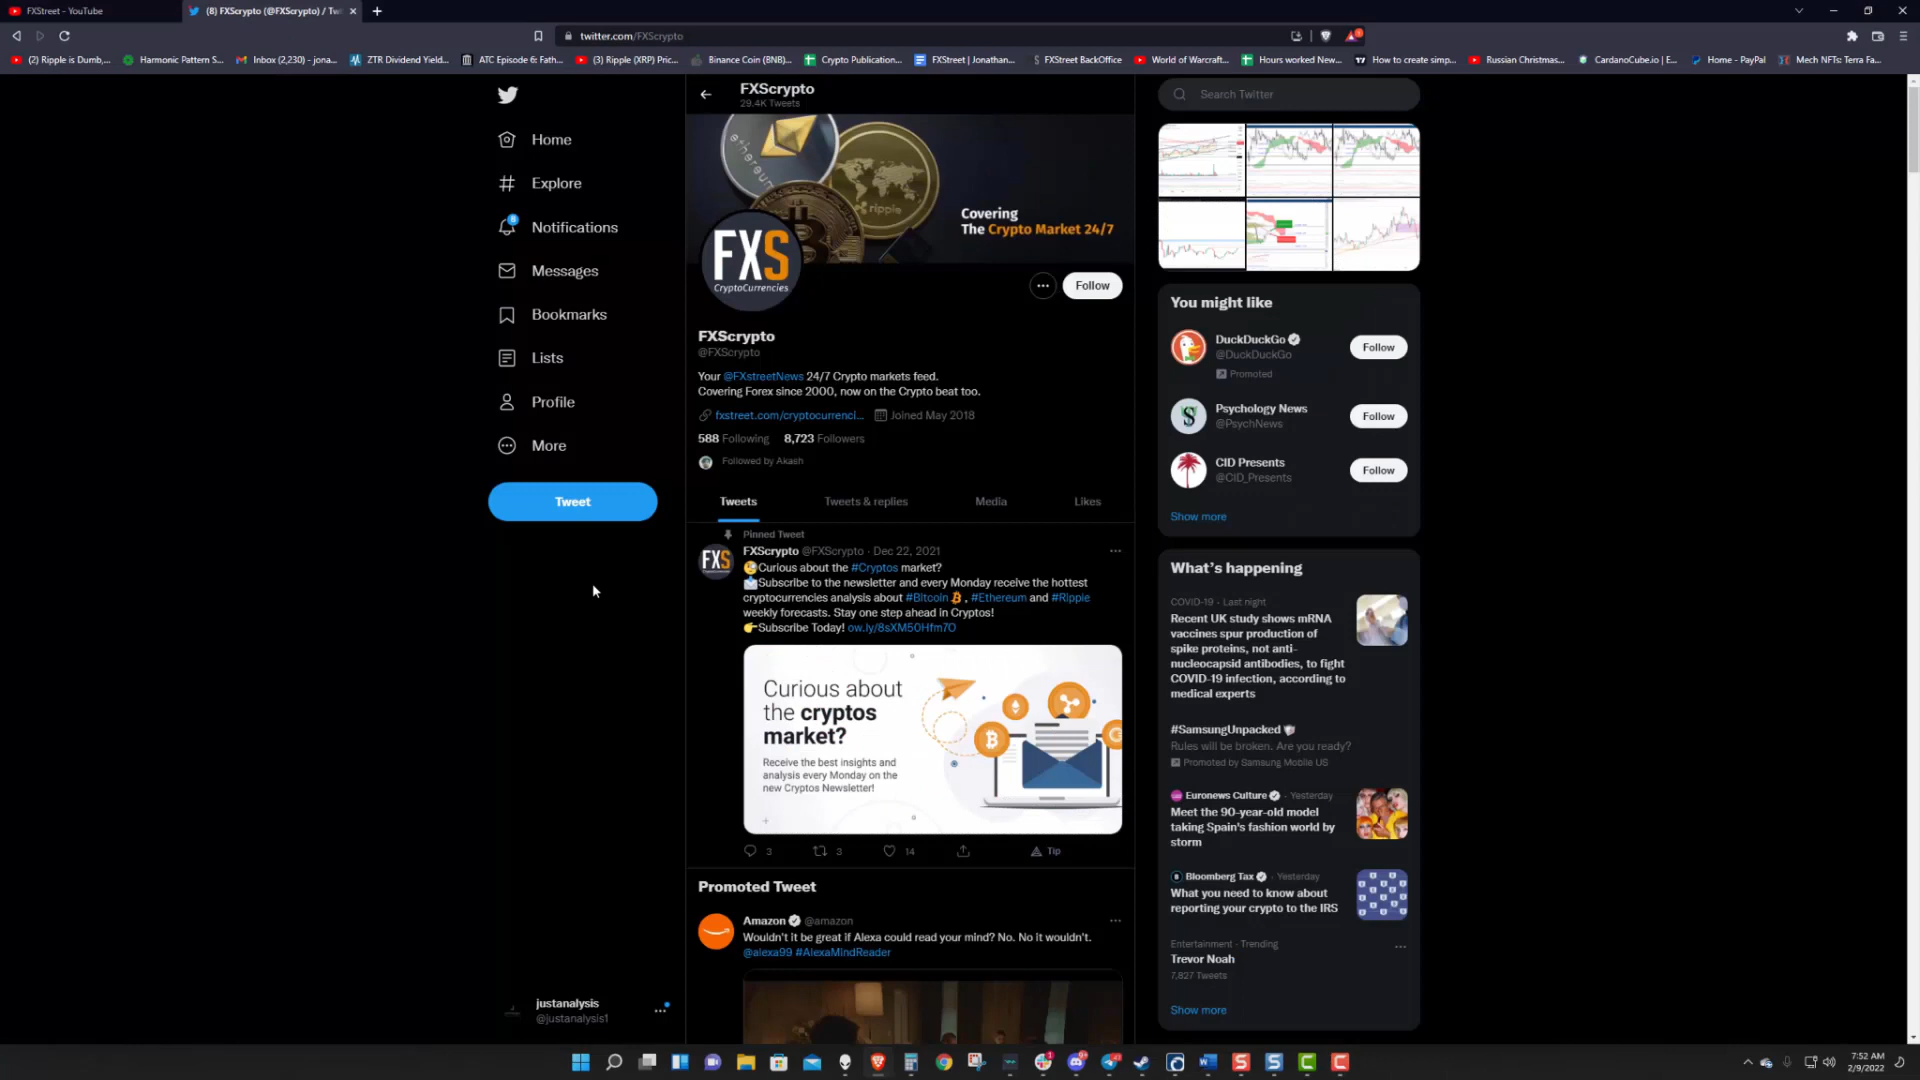 FXStreet - YouTube
(8) FXScrypto (@FXScrypto) / Tw
twitter.com/FXScrypto
(2) Ripple is Dumb,...
Harmonic Pattern S...
Inbox (2,230) - jona...
ZTR Dividend Yield...
ATC Episode 6: Fath...
(3) Ripple (XRP) Pric...
Binance Coin (BNB)...
Crypto Publication...
FXStreet | Jonathan...
FXStreet BackOffice
World of Warcraft...
Hours worked New...
How to create simp...
Russian Christmas...
CardanoCube.io | E...
Home - PayPal
Mech NFTs: Terra Fa...
Home
Explore
8
Notifications
Messages
Bookmarks
Lists
Profile
More
Tweet
justanalysis
@justanalysis1
FXScrypto
29.4K Tweets
ethereum
ripple
Covering
The Crypto Market 24/7
FXS
CryptoCurrencies
Follow
FXScrypto
@FXScrypto
Your @FXstreetNews 24/7 Crypto markets feed.
Covering Forex since 2000, now on the Crypto beat too.
fxstreet.com/cryptocurrenci... Joined May 2018
588 Following 8,723 Followers
Followed by Akash
Tweets Tweets & replies Media Likes
Pinned Tweet
FXS
FXScrypto @FXScrypto · Dec 22, 2021
Curious about the #Cryptos market?
Subscribe to the newsletter and every Monday receive the hottest
cryptocurrencies analysis about #Bitcoin , #Ethereum and #Ripple
weekly forecasts. Stay one step ahead in Cryptos!
Subscribe Today! ow.ly/8sXM50Hfm7O
Curious about
the cryptos
market?
Receive the best insights and
analysis every Monday on the
new Cryptos Newsletter!
3 3 14 Tip
Promoted Tweet
Amazon @amazon
Wouldn't it be great if Alexa could read your mind? No. No it wouldn't.
@alexa99 #AlexaMindReader
Search Twitter
You might like
DuckDuckGo
@DuckDuckGo
Promoted
Follow
Psychology News
@PsychNews
Follow
CID Presents
@CID_Presents
Follow
Show more
What's happening
COVID-19 · Last night
Recent UK study shows mRNA
vaccines spur production of
spike proteins, not anti-
nucleocapsid antibodies, to fight
COVID-19 infection, according to
medical experts
#SamsungUnpacked
Rules will be broken. Are you ready?
Promoted by Samsung Mobile US
Euronews Culture · Yesterday
Meet the 90-year-old model
taking Spain's fashion world by
storm
Bloomberg Tax · Yesterday
What you need to know about
reporting your crypto to the IRS
Entertainment · Trending
Trevor Noah
7,827 Tweets
Show more
7:52 AM
2/9/2022